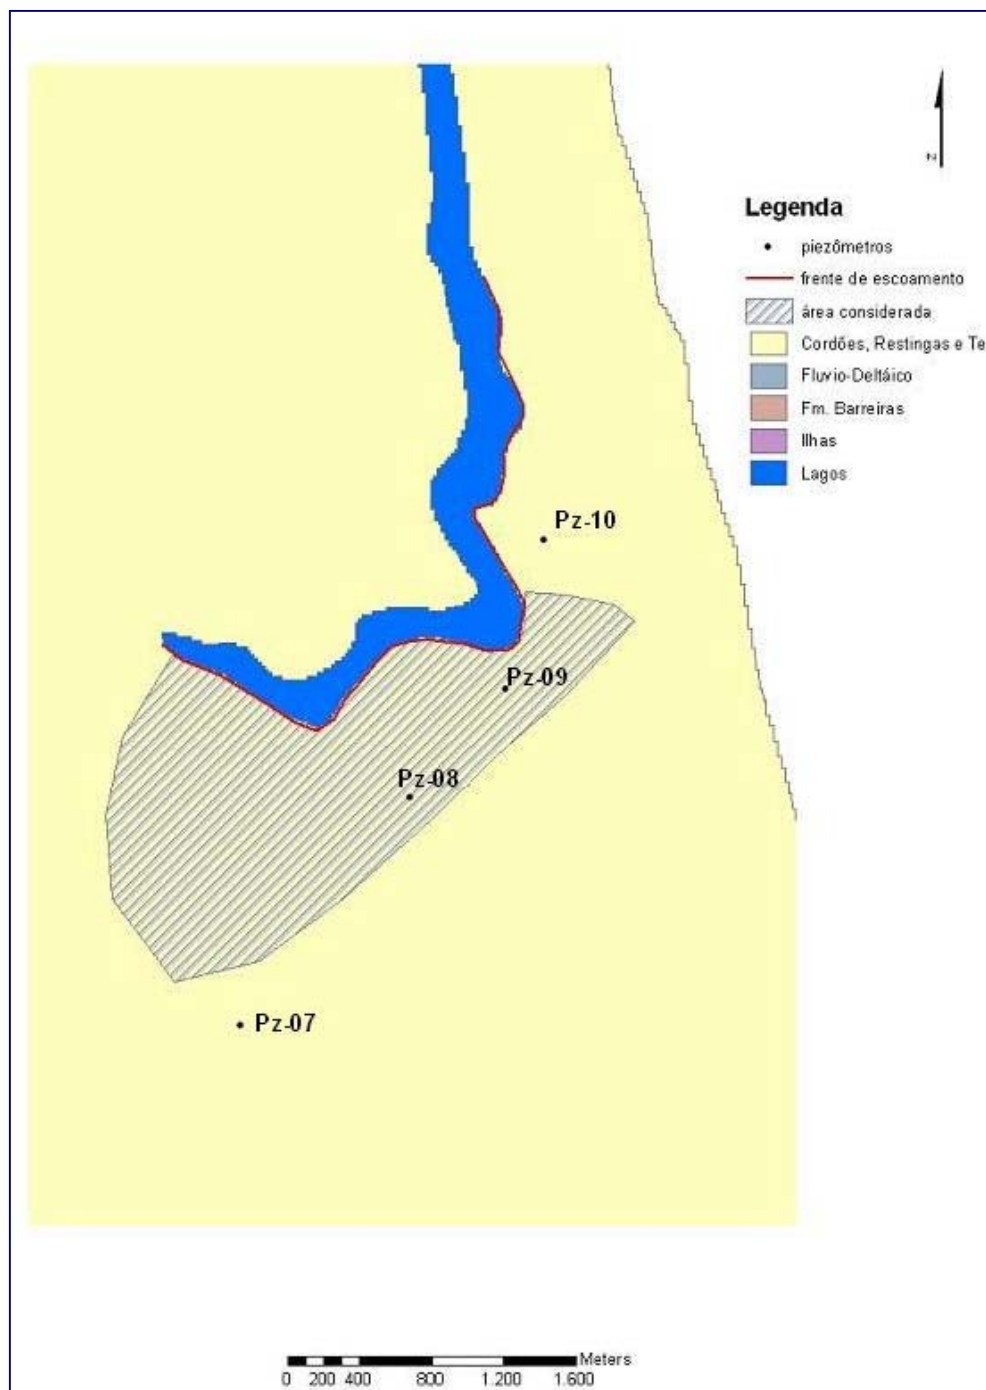 N
Legenda
piezômetros
frente de escoamento
área considerada
Cordões, Restingas e Te
Fluvio-Deltáico
Fm. Barreiras
Ilhas
Lagos
Pz-10
Pz-09
Pz-08
Pz-07
Meters
0 200 400 800 1.200 1.600